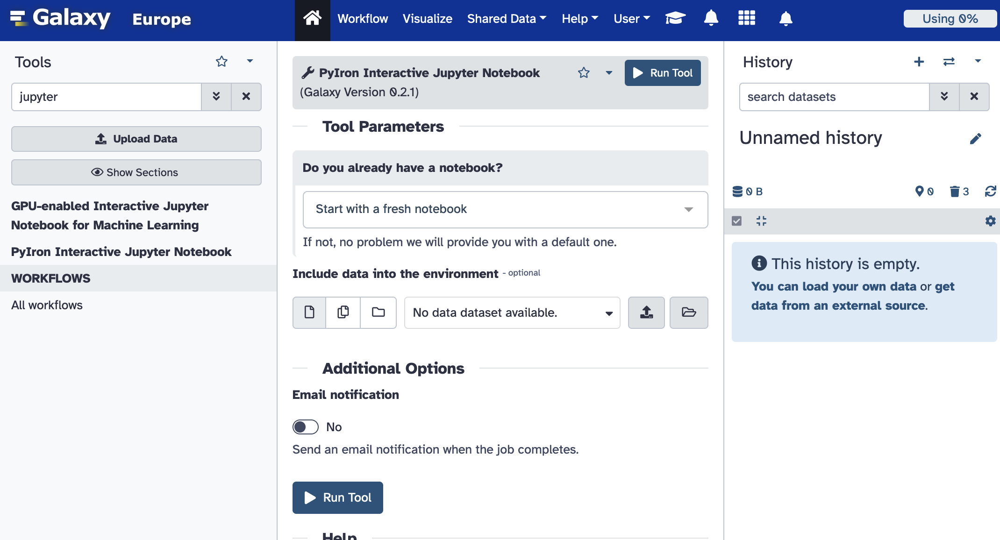 Galaxy Europe
Workflow Visualize Shared Data Help User
Using 0%
Tools
jupyter
Upload Data
Show Sections
GPU-enabled Interactive Jupyter
Notebook for Machine Learning
PyIron Interactive Jupyter Notebook
WORKFLOWS
All workflows
PyIron Interactive Jupyter Notebook
(Galaxy Version 0.2.1)
Run Tool
Tool Parameters
Do you already have a notebook?
Start with a fresh notebook
If not, no problem we will provide you with a default one.
Include data into the environment - optional
No data dataset available.
Additional Options
Email notification
No
Send an email notification when the job completes.
Run Tool
Help
History
search datasets
Unnamed history
0 B
0
3
This history is empty.
You can load your own data or get
data from an external source.